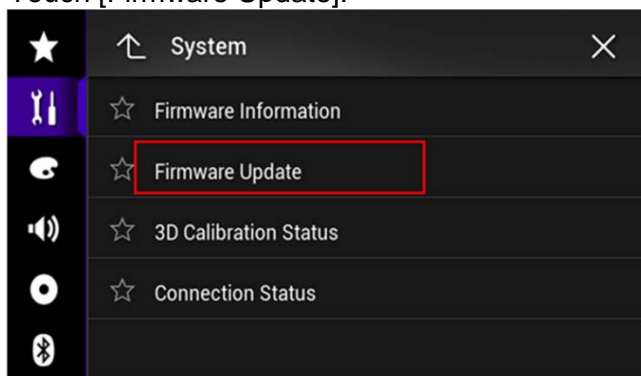 Touch [Firmware Update].
System
Firmware Information
Firmware Update
3D Calibration Status
Connection Status